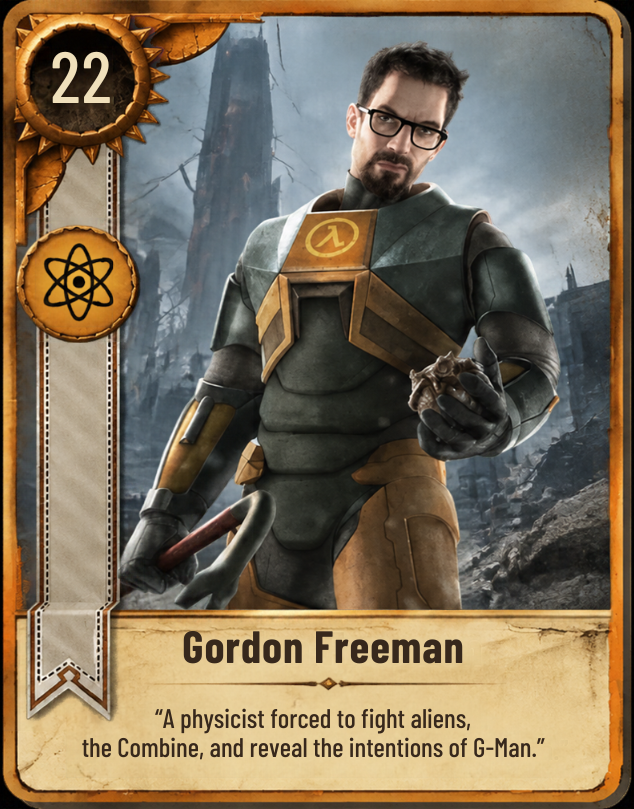 22
λ
Gordon Freeman
“A physicist forced to fight aliens,
the Combine, and reveal the intentions of G-Man.”